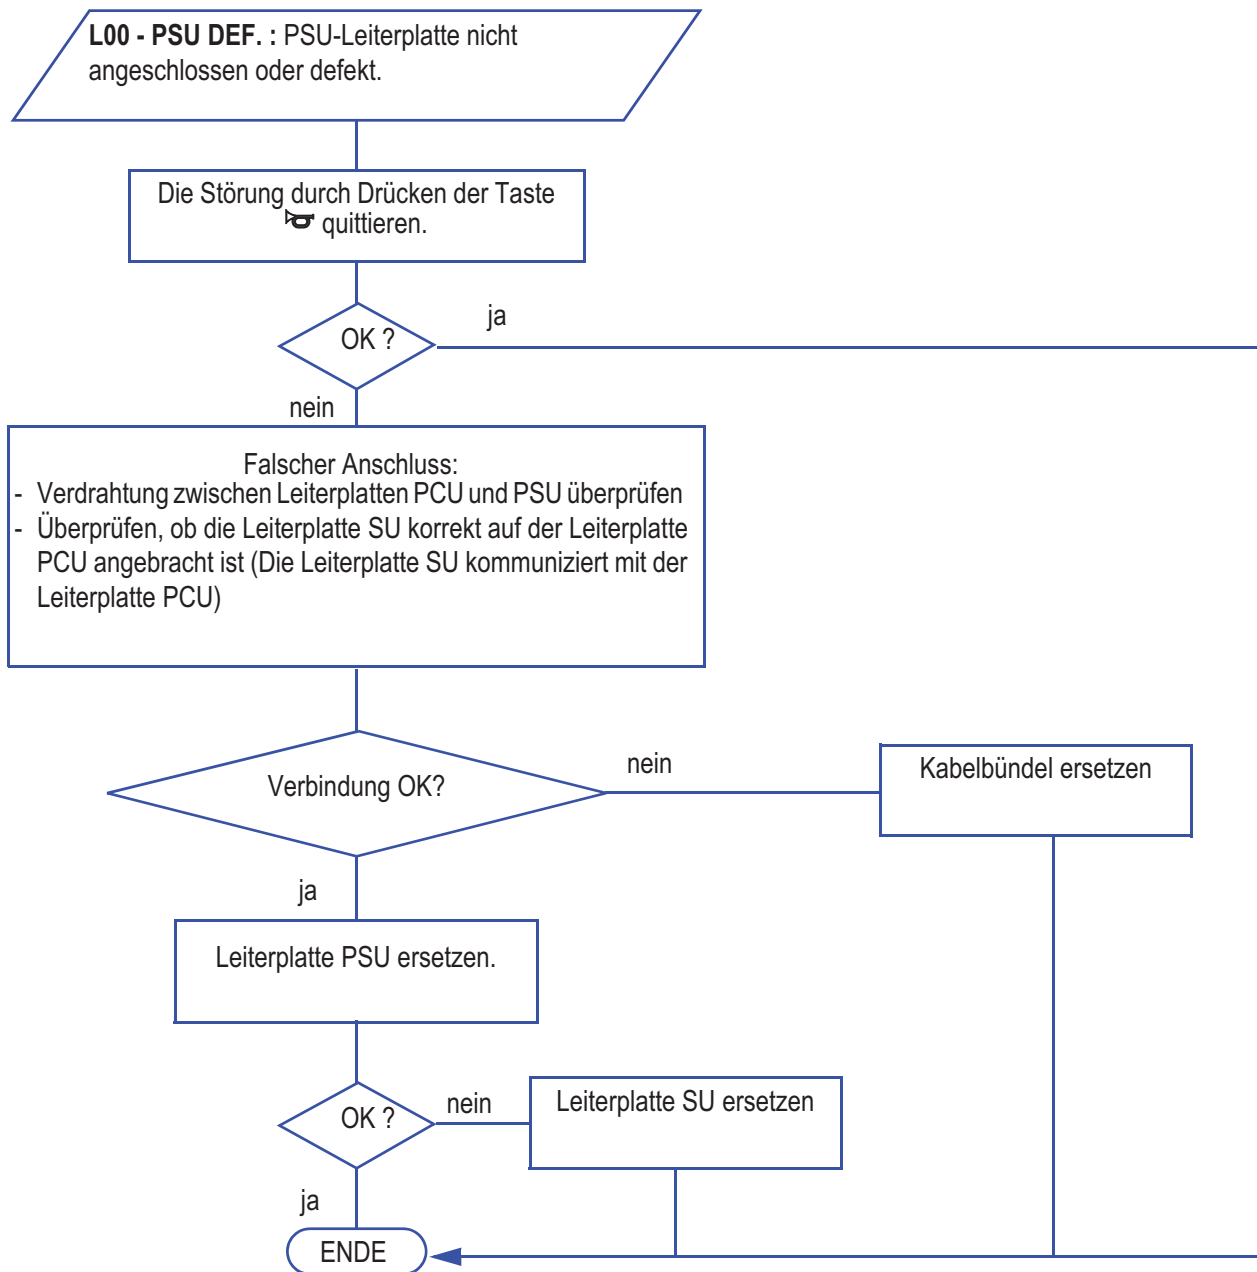 L00 - PSU DEF. : PSU-Leiterplatte nicht
angeschlossen oder defekt.
Die Störung durch Drücken der Taste
quittieren.
OK ?
ja
nein
Falscher Anschluss:
- Verdrahtung zwischen Leiterplatten PCU und PSU überprüfen
- Überprüfen, ob die Leiterplatte SU korrekt auf der Leiterplatte
PCU angebracht ist (Die Leiterplatte SU kommuniziert mit der
Leiterplatte PCU)
Verbindung OK?
nein
Kabelbündel ersetzen
ja
Leiterplatte PSU ersetzen.
OK ?
nein
Leiterplatte SU ersetzen
ja
ENDE